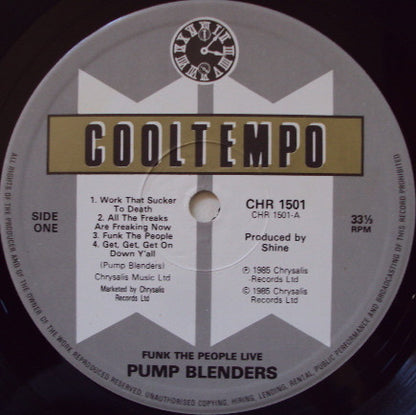 COOLTEMPO
SIDE
ONE
1. Work That Sucker
To Death
2. All The Freaks
Are Freaking Now
3. Funk The People
4. Get, Get, Get On
Down Y'all
(Pump Blenders)
Chrysalis Music Ltd
Marketed by Chrysalis
Records Ltd
CHR 1501
CHR 1501-A
33⅓
RPM
Produced by
Shine
℗ 1985 Chrysalis
Records Ltd
© 1985 Chrysalis
Records Ltd
FUNK THE PEOPLE LIVE
PUMP BLENDERS
ALL RIGHTS OF THE PRODUCER AND OF THE OWNER OF THE WORK REPRODUCED RESERVED. UNAUTHORISED COPYING, HIRING, LENDING, RENTAL, PUBLIC PERFORMANCE AND BROADCASTING OF THIS RECORD PROHIBITED.